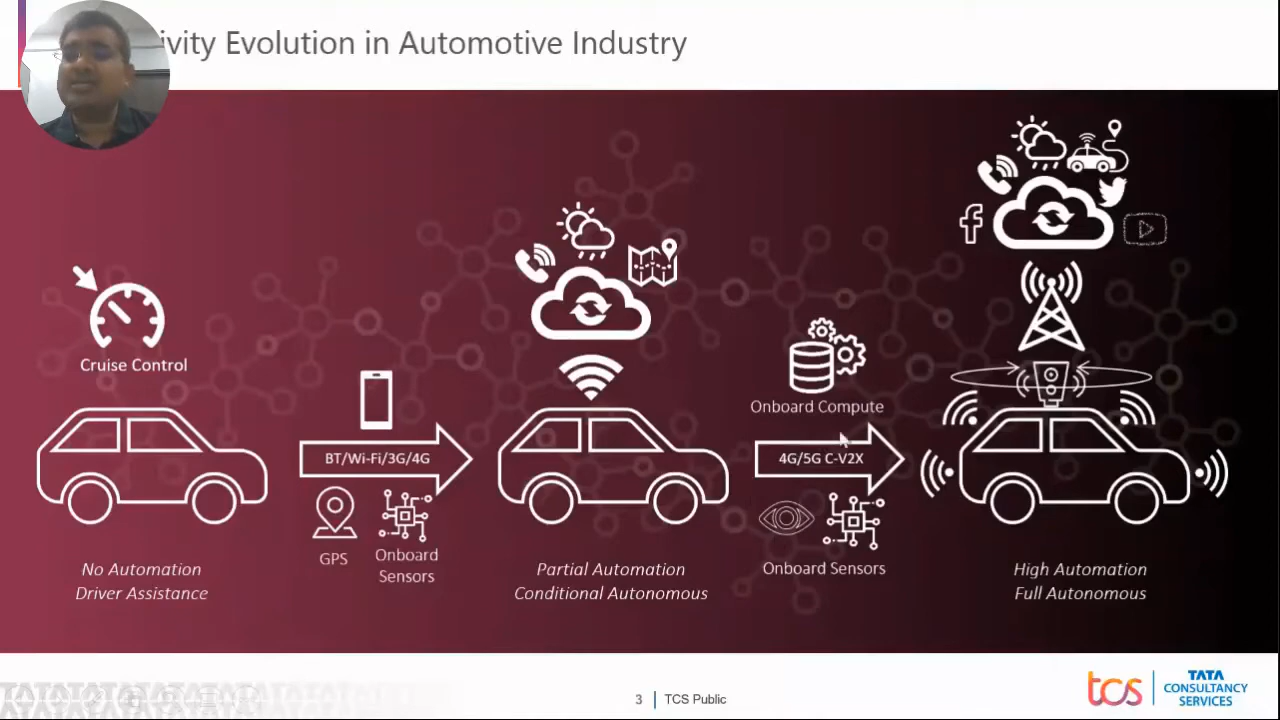 ivity Evolution in Automotive Industry
Cruise Control
No Automation
Driver Assistance
BT/Wi-Fi/3G/4G
GPS
Onboard
Sensors
Partial Automation
Conditional Autonomous
Onboard Compute
4G/5G C-V2X
Onboard Sensors
High Automation
Full Autonomous
3
TCS Public
tcs
TATA
CONSULTANCY
SERVICES